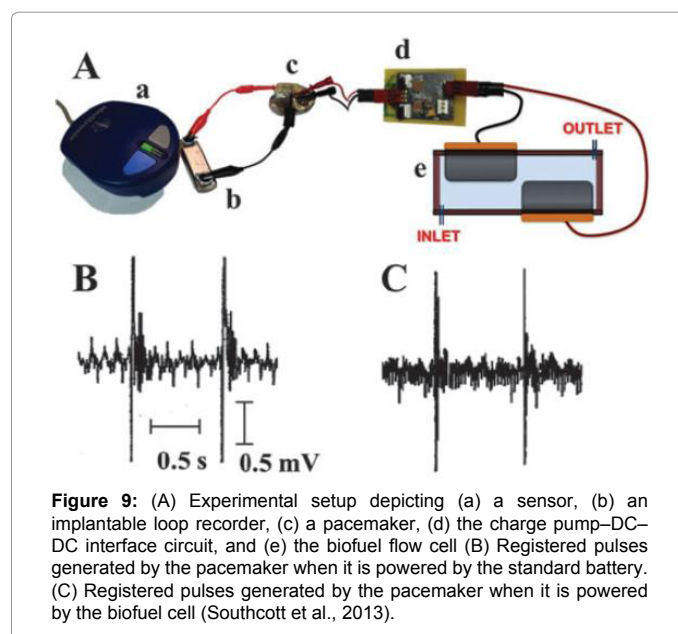 A
a
b
c
d
e
OUTLET
INLET
B
C
0.5 s
0.5 mV
Figure 9: (A) Experimental setup depicting (a) a sensor, (b) an
implantable loop recorder, (c) a pacemaker, (d) the charge pump–DC–
DC interface circuit, and (e) the biofuel flow cell (B) Registered pulses
generated by the pacemaker when it is powered by the standard battery.
(C) Registered pulses generated by the pacemaker when it is powered
by the biofuel cell (Southcott et al., 2013).